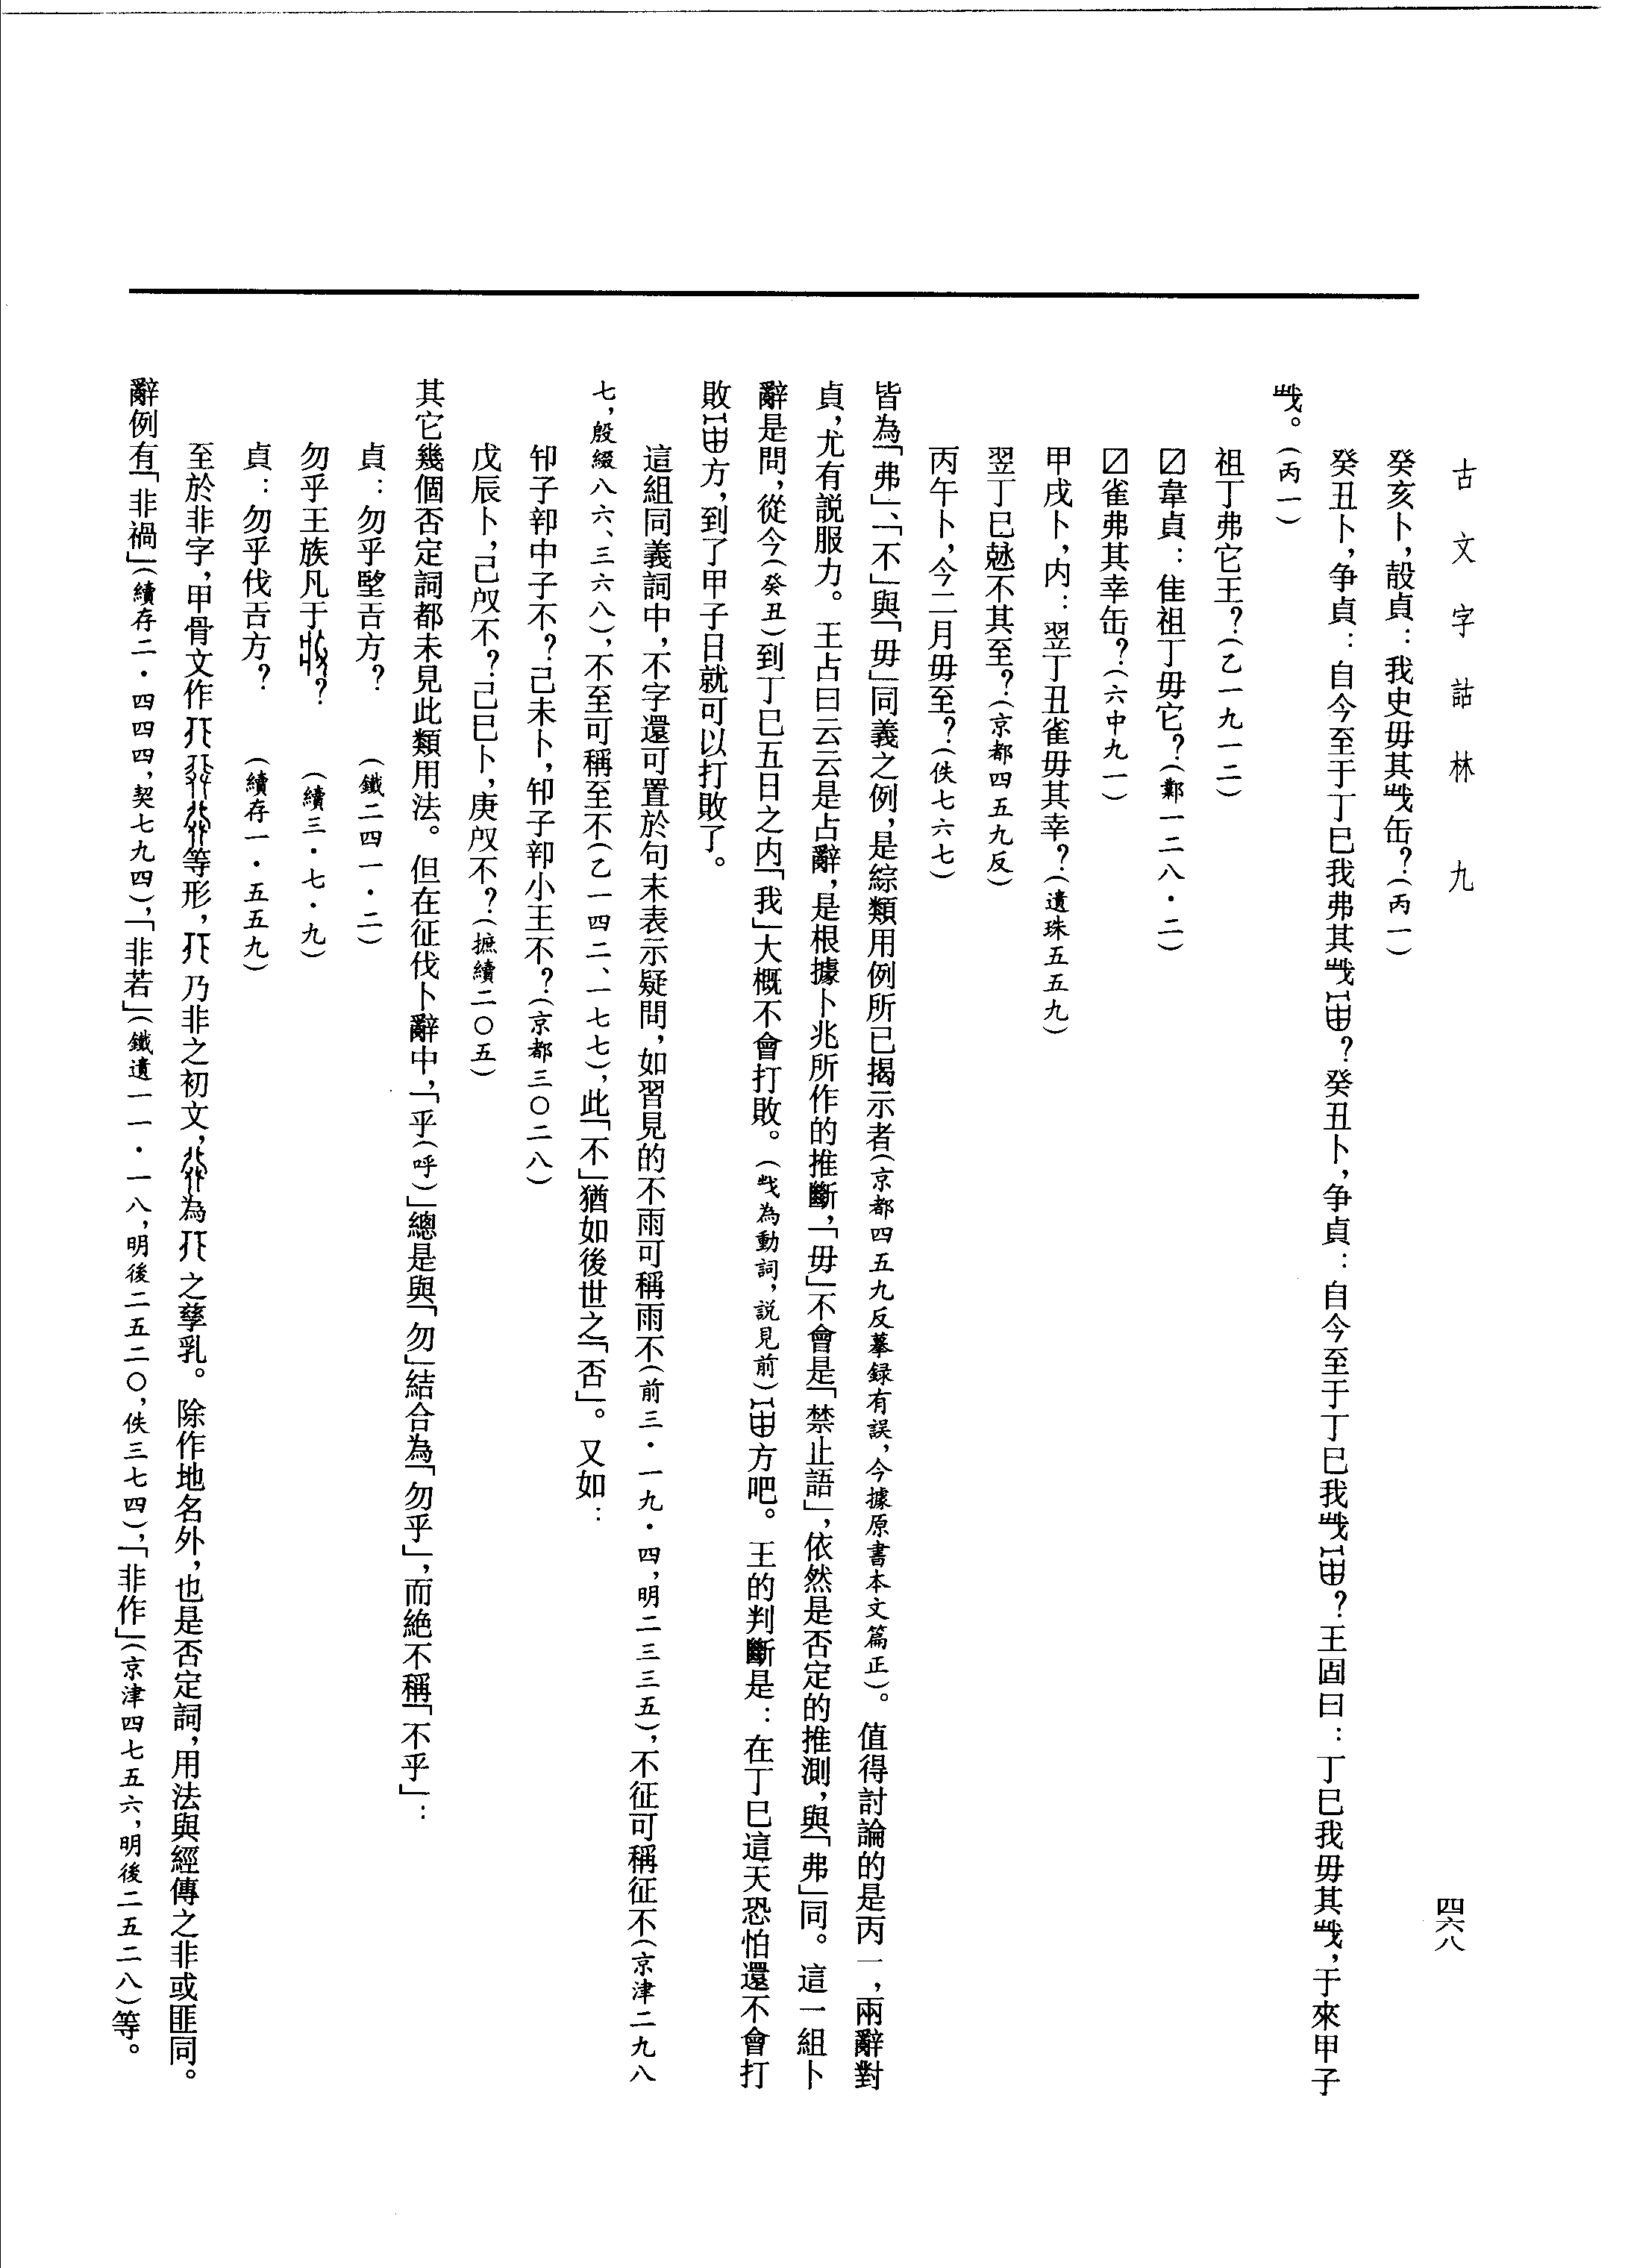 古文字詁林　九
四六八
癸亥卜，㱿貞：我史毋其𢦔缶？（丙一）
癸丑卜，争貞：自今至于丁巳我弗其𢦔？癸丑卜，争貞：自今至于丁巳我𢦔？王固曰：丁巳我毋其𢦔，于來甲子
𢦔。（丙一）
祖丁弗它王？（乙一九一二）
☑韋貞：隹祖丁毋它？（鄴一三八·二）
☑雀弗其幸缶？（六中九一）
甲戌卜，内：翌丁丑雀毋其幸？（遺珠五五九）
翌丁巳不其至？（京都四五九反）
丙午卜，今二月毋至？（佚七六七）
皆為「弗」、「不」與「毋」同義之例，是綜類用例所已揭示者（京都四五九反摹録有誤，今據原書本文篇正）。值得討論的是丙一，兩辭對
貞，尤有説服力。王占曰云云是占辭，是根據卜兆所作的推斷，「毋」不會是「禁止語」，依然是否定的推測，與「弗」同。這一組卜
辭是問，從今（癸丑）到丁巳五日之内「我」大概不會打敗。（𢦔為動詞，説見前）方吧。王的判斷是：在丁巳這天恐怕還不會打
敗方，到了甲子日就可以打敗了。
這組同義詞中，不字還可置於句末表示疑問，如習見的不雨可稱雨不（前三·一九·四，明二三三五），不征可稱征不（京津二九八
七，殷綴八六、三六八），不至可稱至不（乙一四二、一七七），此「不」猶如後世之「否」。又如：
𠨘子中子不？己未卜，𠨘子小王不？（京都三〇二八）
戊辰卜，己不？己巳卜，庚不？（摭續二〇五）
其它幾個否定詞都未見此類用法。但在征伐卜辭中，「乎（呼）」總是與「勿」結合為「勿乎」，而絶不稱「不乎」：
貞：勿乎𥄲𢀛方？　（鐵二四一·二）
勿乎王族凡于？　（續三·七·九）
貞：勿乎伐𢀛方？　（續存一·五五九）
至於非字，甲骨文作等形，乃非之初文，為之孳乳。除作地名外，也是否定詞，用法與經傳之非或匪同。
辭例有「非禍」（續存二·四四四，契七九四），「非若」（鐵遺一一·一八，明後二五二〇，佚三七四），「非作」（京津四七五六，明後二五二八）等。